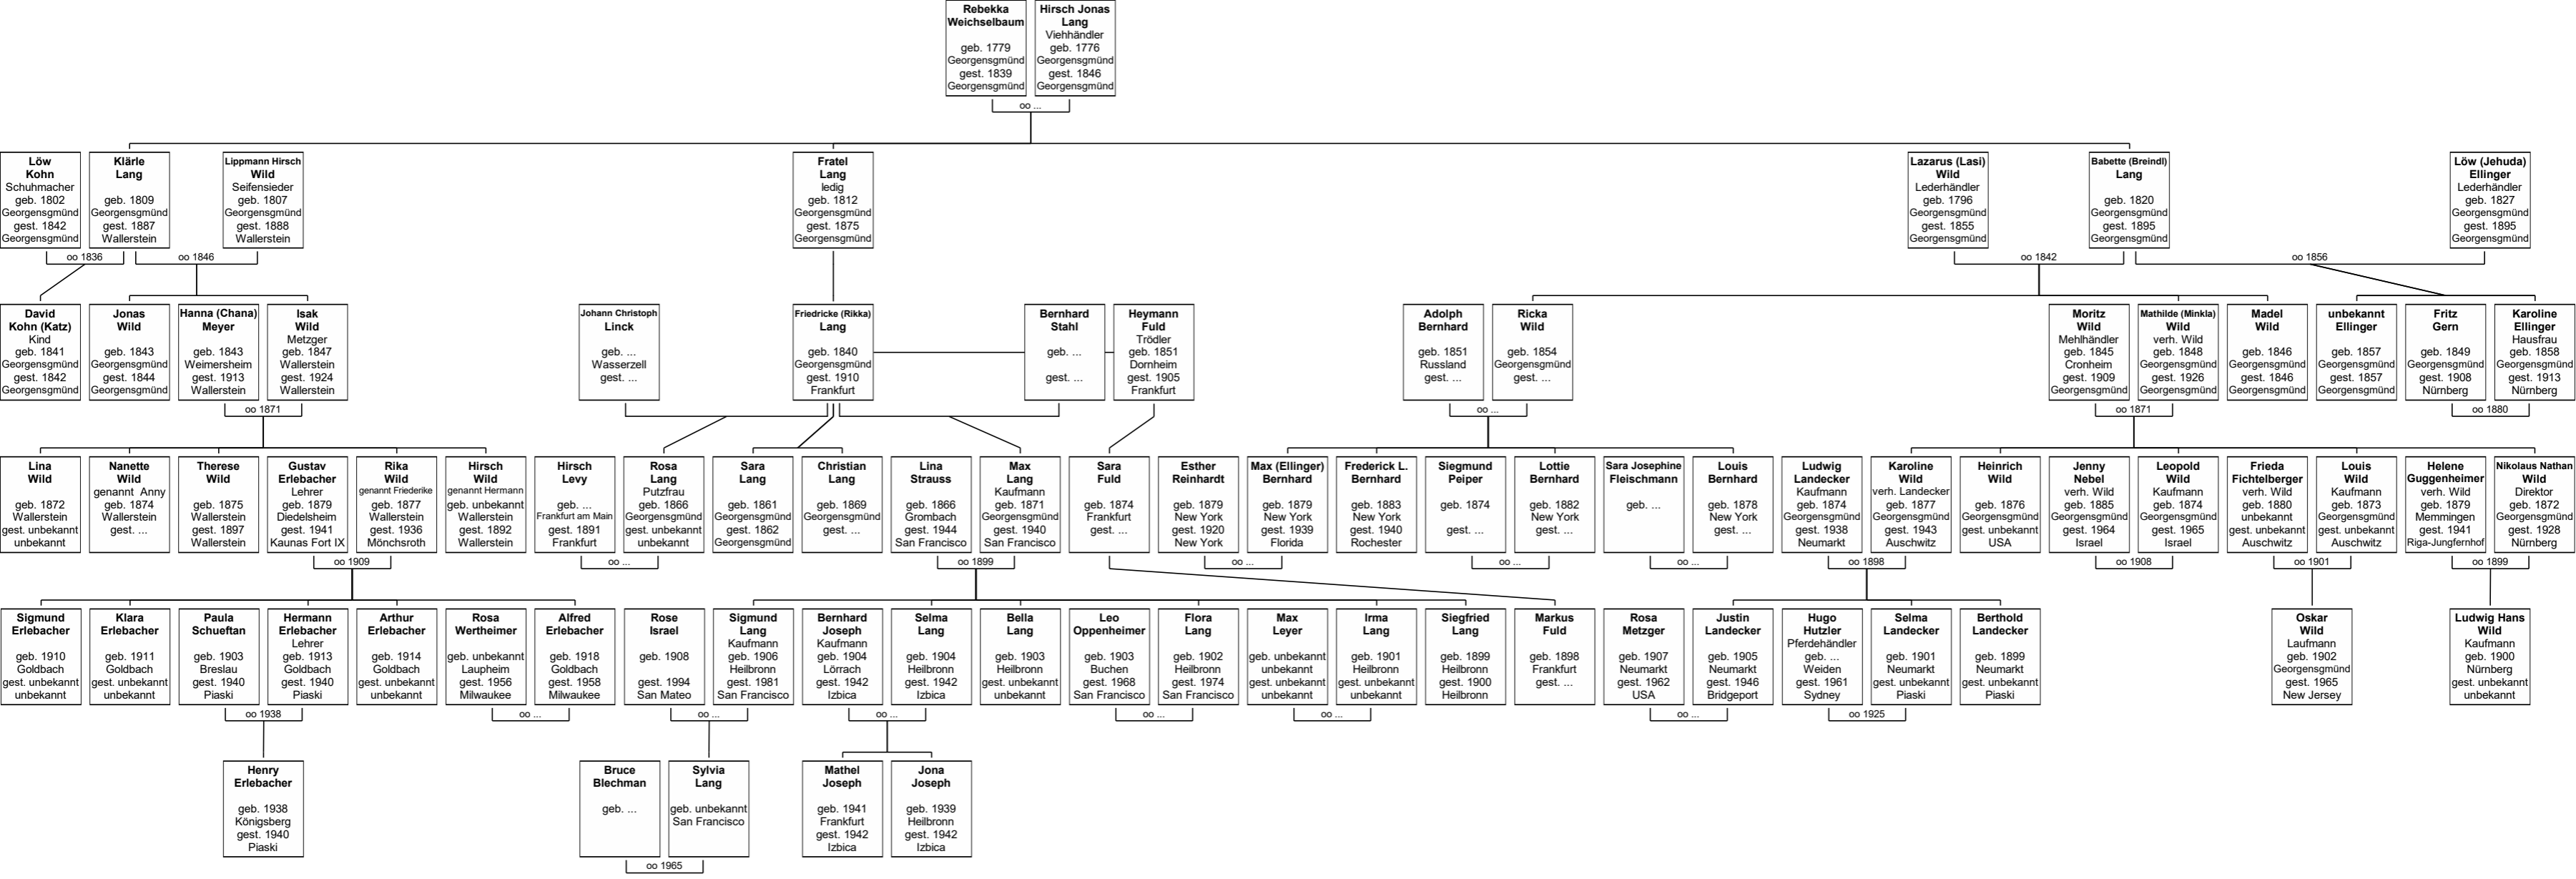 Rebekka
Weichselbaum
geb. 1779
Georgensgmünd
gest. 1839
Georgensgmünd
Hirsch Jonas
Lang
Viehhändler
geb. 1776
Georgensgmünd
gest. 1846
Georgensgmünd
oo ...
Löw
Kohn
Schuhmacher
geb. 1802
Georgensgmünd
gest. 1842
Georgensgmünd
Klärle
Lang
geb. 1809
Georgensgmünd
gest. 1887
Wallerstein
Lippmann Hirsch
Wild
Seifensieder
geb. 1807
Georgensgmünd
gest. 1888
Wallerstein
Fratel
Lang
ledig
geb. 1812
Georgensgmünd
gest. 1875
Georgensgmünd
Lazarus (Lasi)
Wild
Lederhändler
geb. 1796
Georgensgmünd
gest. 1855
Georgensgmünd
Babette (Breindl)
Lang
geb. 1820
Georgensgmünd
gest. 1895
Georgensgmünd
Löw (Jehuda)
Ellinger
Lederhändler
geb. 1827
Georgensgmünd
gest. 1895
Georgensgmünd
oo 1836
oo 1846
oo 1842
oo 1856
David
Kohn (Katz)
Kind
geb. 1841
Georgensgmünd
gest. 1842
Georgensgmünd
Jonas
Wild
geb. 1843
Georgensgmünd
gest. 1844
Georgensgmünd
Hanna (Chana)
Meyer
geb. 1843
Weimersheim
gest. 1913
Wallerstein
Isak
Wild
Metzger
geb. 1847
Wallerstein
gest. 1924
Wallerstein
Johann Christoph
Linck
geb. ...
Wasserzell
gest. ...
Friedricke (Rikka)
Lang
geb. 1840
Georgensgmünd
gest. 1910
Frankfurt
Bernhard
Stahl
geb. ...
gest. ...
Heymann
Fuld
Trödler
geb. 1851
Dornheim
gest. 1905
Frankfurt
Adolph
Bernhard
geb. 1851
Russland
gest. ...
Ricka
Wild
geb. 1854
Georgensgmünd
gest. ...
Moritz
Wild
Mehlhändler
geb. 1845
Cronheim
gest. 1909
Georgensgmünd
Mathilde (Minkla)
Wild
verh. Wild
geb. 1848
Georgensgmünd
gest. 1926
Georgensgmünd
Madel
Wild
geb. 1846
Georgensgmünd
gest. 1846
Georgensgmünd
unbekannt
Ellinger
geb. 1857
Georgensgmünd
gest. 1857
Georgensgmünd
Fritz
Gern
geb. 1849
Georgensgmünd
gest. 1908
Nürnberg
Karoline
Ellinger
Hausfrau
geb. 1858
Georgensgmünd
gest. 1913
Nürnberg
oo 1871
oo ...
oo 1871
oo 1880
Lina
Wild
geb. 1872
Wallerstein
gest. unbekannt
unbekannt
Nanette
Wild
genannt Anny
geb. 1874
Wallerstein
gest. ...
Therese
Wild
geb. 1875
Wallerstein
gest. 1897
Wallerstein
Gustav
Erlebacher
Lehrer
geb. 1879
Diedelsheim
gest. 1941
Kaunas Fort IX
Rika
Wild
genannt Friederike
geb. 1877
Wallerstein
gest. 1936
Mönchsroth
Hirsch
Wild
genannt Hermann
geb. unbekannt
Wallerstein
gest. 1892
Wallerstein
Hirsch
Levy
geb. ...
Frankfurt am Main
gest. 1891
Frankfurt
Rosa
Lang
Putzfrau
geb. 1866
Georgensgmünd
gest. unbekannt
unbekannt
Sara
Lang
geb. 1861
Georgensgmünd
gest. 1862
Georgensgmünd
Christian
Lang
geb. 1869
Georgensgmünd
Lina
Strauss
geb. 1866
Grombach
gest. 1944
San Francisco
Max
Lang
Kaufmann
geb. 1871
Georgensgmünd
gest. 1940
San Francisco
Sara
Fuld
geb. 1874
Frankfurt
gest. ...
Esther
Reinhardt
geb. 1879
New York
gest. 1920
New York
Max (Ellinger)
Bernhard
geb. 1879
New York
gest. 1939
Florida
Frederick L.
Bernhard
geb. 1883
New York
gest. 1940
Rochester
Siegmund
Peiper
geb. 1874
gest. ...
Lottie
Bernhard
geb. 1882
New York
gest. ...
Sara Josephine
Fleischmann
geb. ...
Louis
Bernhard
geb. 1878
New York
gest. ...
Ludwig
Landecker
Kaufmann
geb. 1874
Georgensgmünd
gest. 1938
Neumarkt
Karoline
Wild
verh. Landecker
geb. 1877
Georgensgmünd
gest. 1943
Auschwitz
Heinrich
Wild
geb. 1876
Georgensgmünd
gest. unbekannt
USA
Jenny
Nebel
verh. Wild
geb. 1885
Georgensgmünd
gest. 1964
Israel
Leopold
Wild
Kaufmann
geb. 1874
Georgensgmünd
gest. 1965
Israel
Frieda
Fichtelberger
verh. Wild
geb. 1880
unbekannt
gest. unbekannt
Auschwitz
Louis
Wild
Kaufmann
geb. 1873
Georgensgmünd
gest. unbekannt
Auschwitz
Helene
Guggenheimer
verh. Wild
geb. 1879
Memmingen
gest. 1941
Riga-Jungfernhof
Nikolaus Nathan
Wild
Direktor
geb. 1872
Georgensgmünd
gest. 1928
Nürnberg
oo 1909
oo ...
oo 1899
oo ...
oo ...
oo ...
oo 1898
oo 1908
oo 1901
oo 1899
Sigmund
Erlebacher
geb. 1910
Goldbach
gest. unbekannt
unbekannt
Klara
Erlebacher
geb. 1911
Goldbach
gest. unbekannt
unbekannt
Paula
Schueftan
geb. 1903
Breslau
gest. 1940
Piaski
Hermann
Erlebacher
Lehrer
geb. 1913
Goldbach
gest. 1940
Piaski
Arthur
Erlebacher
geb. 1914
Goldbach
gest. unbekannt
unbekannt
Rosa
Wertheimer
geb. unbekannt
Laupheim
gest. 1956
Milwaukee
Alfred
Erlebacher
geb. 1918
Goldbach
gest. 1958
Milwaukee
Rose
Israel
geb. 1908
gest. 1994
San Mateo
Sigmund
Lang
Kaufmann
geb. 1906
Heilbronn
gest. 1981
San Francisco
Bernhard
Joseph
Kaufmann
geb. 1904
Lörrach
gest. 1942
Izbica
Selma
Lang
geb. 1904
Heilbronn
gest. 1942
Izbica
Bella
Lang
geb. 1903
Heilbronn
gest. unbekannt
unbekannt
Leo
Oppenheimer
geb. 1903
Buchen
gest. 1968
San Francisco
Flora
Lang
geb. 1902
Heilbronn
gest. 1974
San Francisco
Max
Leyer
geb. unbekannt
unbekannt
gest. unbekannt
unbekannt
Irma
Lang
geb. 1901
Heilbronn
gest. unbekannt
unbekannt
Siegfried
Lang
geb. 1899
Heilbronn
gest. 1900
Heilbronn
Markus
Fuld
geb. 1898
Frankfurt
gest. ...
Rosa
Metzger
geb. 1907
Neumarkt
gest. 1962
USA
Justin
Landecker
geb. 1905
Neumarkt
gest. 1946
Bridgeport
Hugo
Hutzler
Pferdehändler
geb. ...
Weiden
gest. 1961
Sydney
Selma
Landecker
geb. 1901
Neumarkt
gest. unbekannt
Piaski
Berthold
Landecker
geb. 1899
Neumarkt
gest. unbekannt
Piaski
Oskar
Wild
Laufmann
geb. 1902
Georgensgmünd
gest. 1965
New Jersey
Ludwig Hans
Wild
Kaufmann
geb. 1900
Nürnberg
gest. unbekannt
unbekannt
oo 1938
oo ...
oo ...
oo ...
oo ...
oo ...
oo ...
oo 1925
Henry
Erlebacher
geb. 1938
Königsberg
gest. 1940
Piaski
Bruce
Blechman
geb. ...
Sylvia
Lang
geb. unbekannt
San Francisco
Mathel
Joseph
geb. 1941
Frankfurt
gest. 1942
Izbica
Jona
Joseph
geb. 1939
Heilbronn
gest. 1942
Izbica
oo 1965